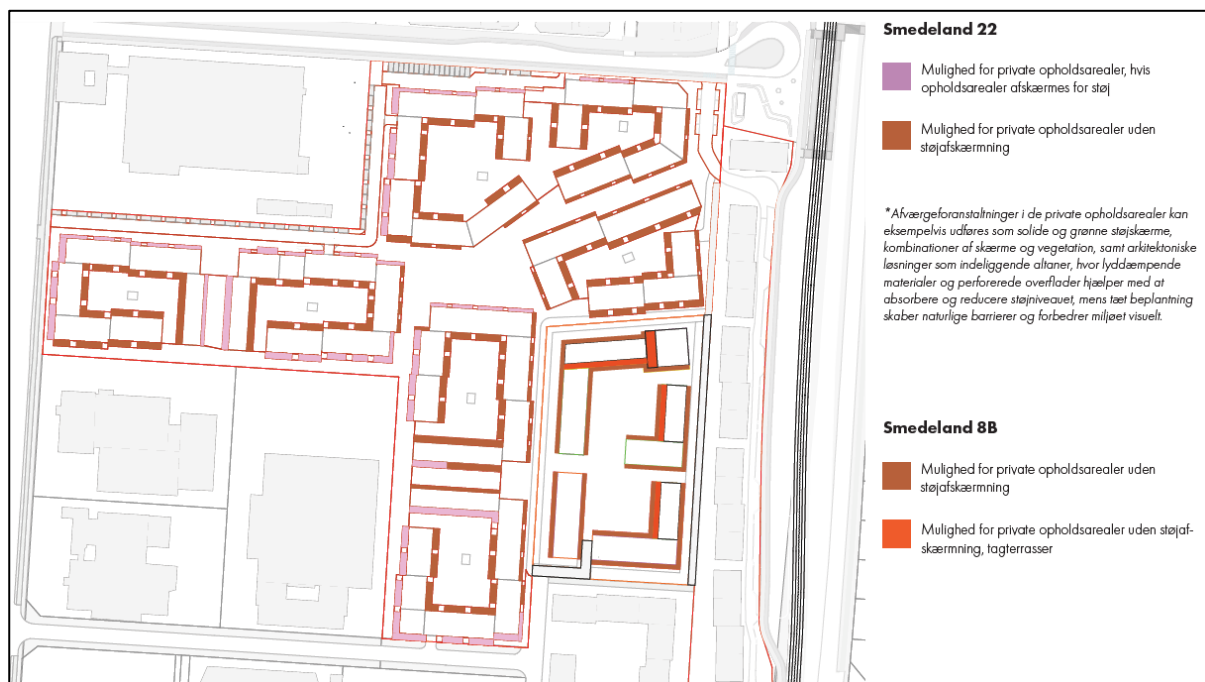 Smedeland 22
Mulighed for private opholdsarealer, hvis
opholdsarealer afskærmes for støj
Mulighed for private opholdsarealer uden
støjafskærmning
*Afværgeforanstaltninger i de private opholdsarealer kan
eksempelvis udføres som solide og grønne støjskærme,
kombinationer af skærme og vegetation, samt arkitektoniske
løsninger som indeliggende altaner, hvor lyddæmpende
materialer og perforerede overflader hjælper med at
absorbere og reducere støjniveauet, mens tæt beplantning
skaber naturlige barrierer og forbedrer miljøet visuelt.
Smedeland 8B
Mulighed for private opholdsarealer uden
støjafskærmning
Mulighed for private opholdsarealer uden støjaf-
skærmning, tagterrasser